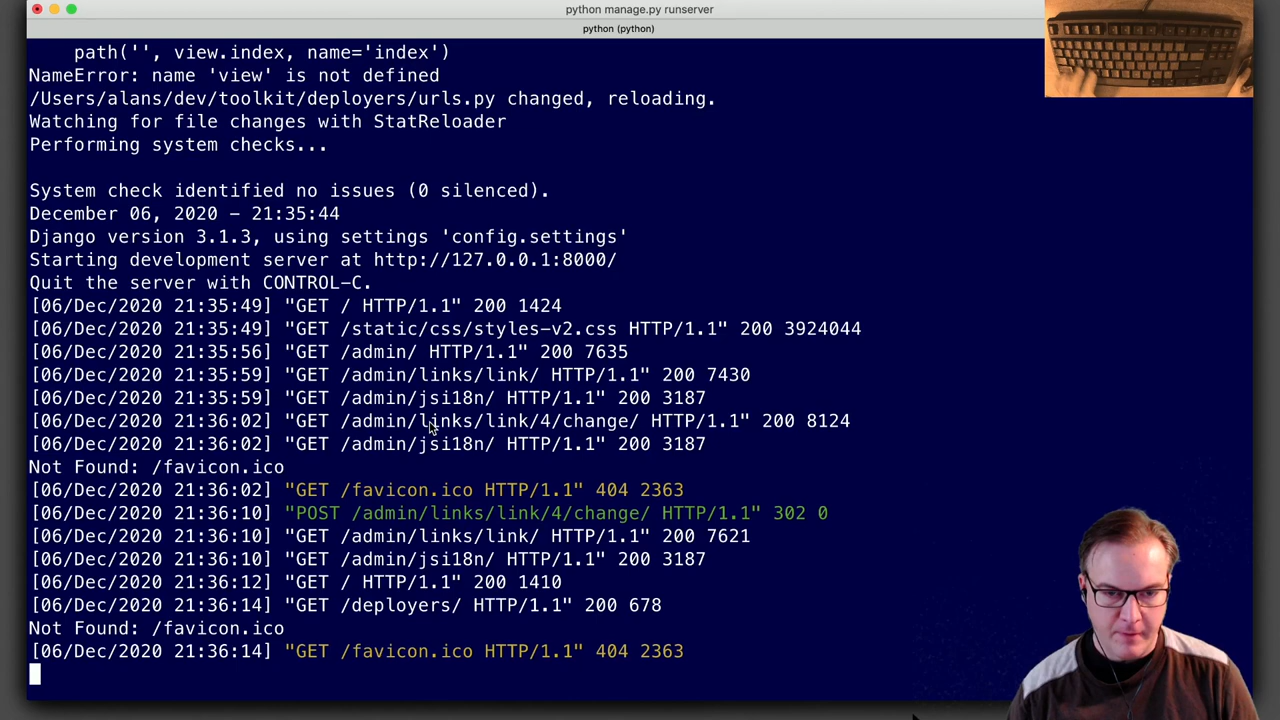 python manage.py runserver
python (python)
path('', view.index, name='index')
NameError: name 'view' is not defined
/Users/alans/dev/toolkit/deployers/urls.py changed, reloading.
Watching for file changes with StatReloader
Performing system checks...
System check identified no issues (0 silenced).
December 06, 2020 - 21:35:44
Django version 3.1.3, using settings 'config.settings'
Starting development server at http://127.0.0.1:8000/
Quit the server with CONTROL-C.
[06/Dec/2020 21:35:49] "GET / HTTP/1.1" 200 1424
[06/Dec/2020 21:35:49] "GET /static/css/styles-v2.css HTTP/1.1" 200 3924044
[06/Dec/2020 21:35:56] "GET /admin/ HTTP/1.1" 200 7635
[06/Dec/2020 21:35:59] "GET /admin/links/link/ HTTP/1.1" 200 7430
[06/Dec/2020 21:35:59] "GET /admin/jsi18n/ HTTP/1.1" 200 3187
[06/Dec/2020 21:36:02] "GET /admin/links/link/4/change/ HTTP/1.1" 200 8124
[06/Dec/2020 21:36:02] "GET /admin/jsi18n/ HTTP/1.1" 200 3187
Not Found: /favicon.ico
[06/Dec/2020 21:36:02] "GET /favicon.ico HTTP/1.1" 404 2363
[06/Dec/2020 21:36:10] "POST /admin/links/link/4/change/ HTTP/1.1" 302 0
[06/Dec/2020 21:36:10] "GET /admin/links/link/ HTTP/1.1" 200 7621
[06/Dec/2020 21:36:10] "GET /admin/jsi18n/ HTTP/1.1" 200 3187
[06/Dec/2020 21:36:12] "GET / HTTP/1.1" 200 1410
[06/Dec/2020 21:36:14] "GET /deployers/ HTTP/1.1" 200 678
Not Found: /favicon.ico
[06/Dec/2020 21:36:14] "GET /favicon.ico HTTP/1.1" 404 2363